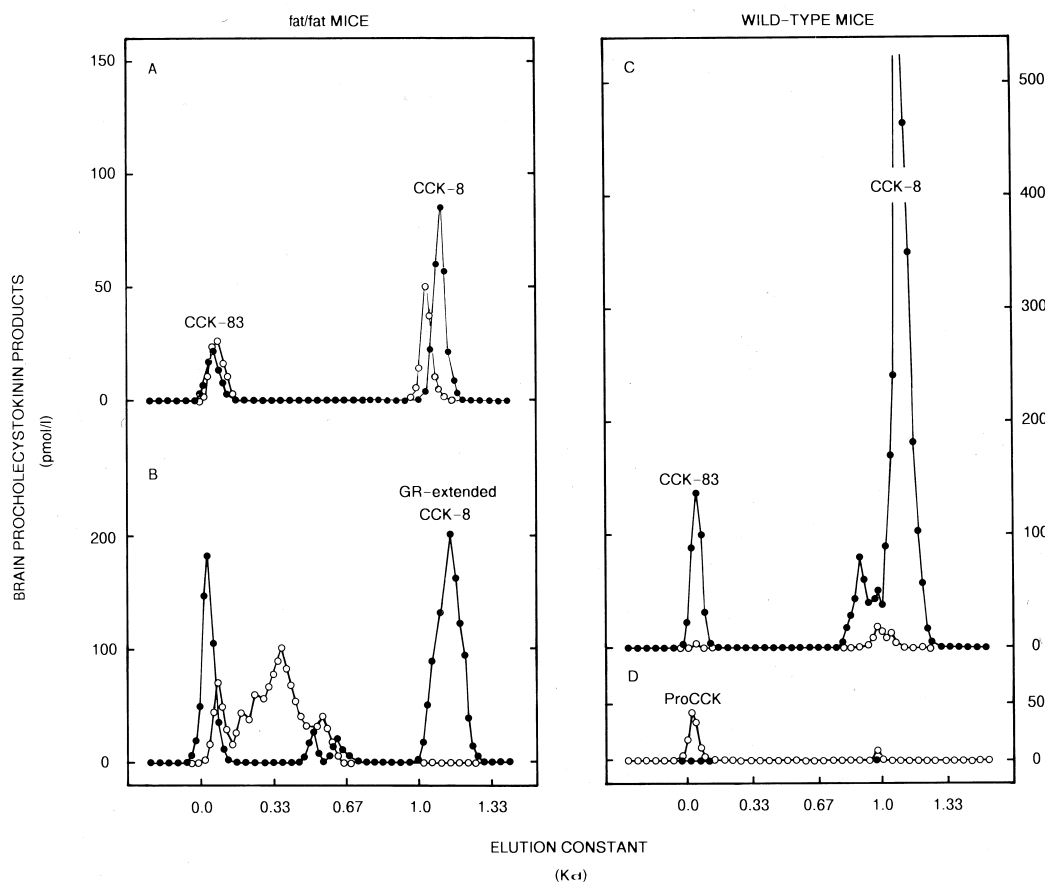 fat/fat MICE
WILD-TYPE MICE
BRAIN PROCHOLECYSTOKININ PRODUCTS
(pmol/l)
A
150
100
50
0
CCK-83
CCK-8
B
200
100
0
GR-extended
CCK-8
0.0 0.33 0.67 1.0 1.33
C
500
400
300
200
100
0
CCK-8
CCK-83
D
50
0
ProCCK
0.0 0.33 0.67 1.0 1.33
ELUTION CONSTANT
(Kd)